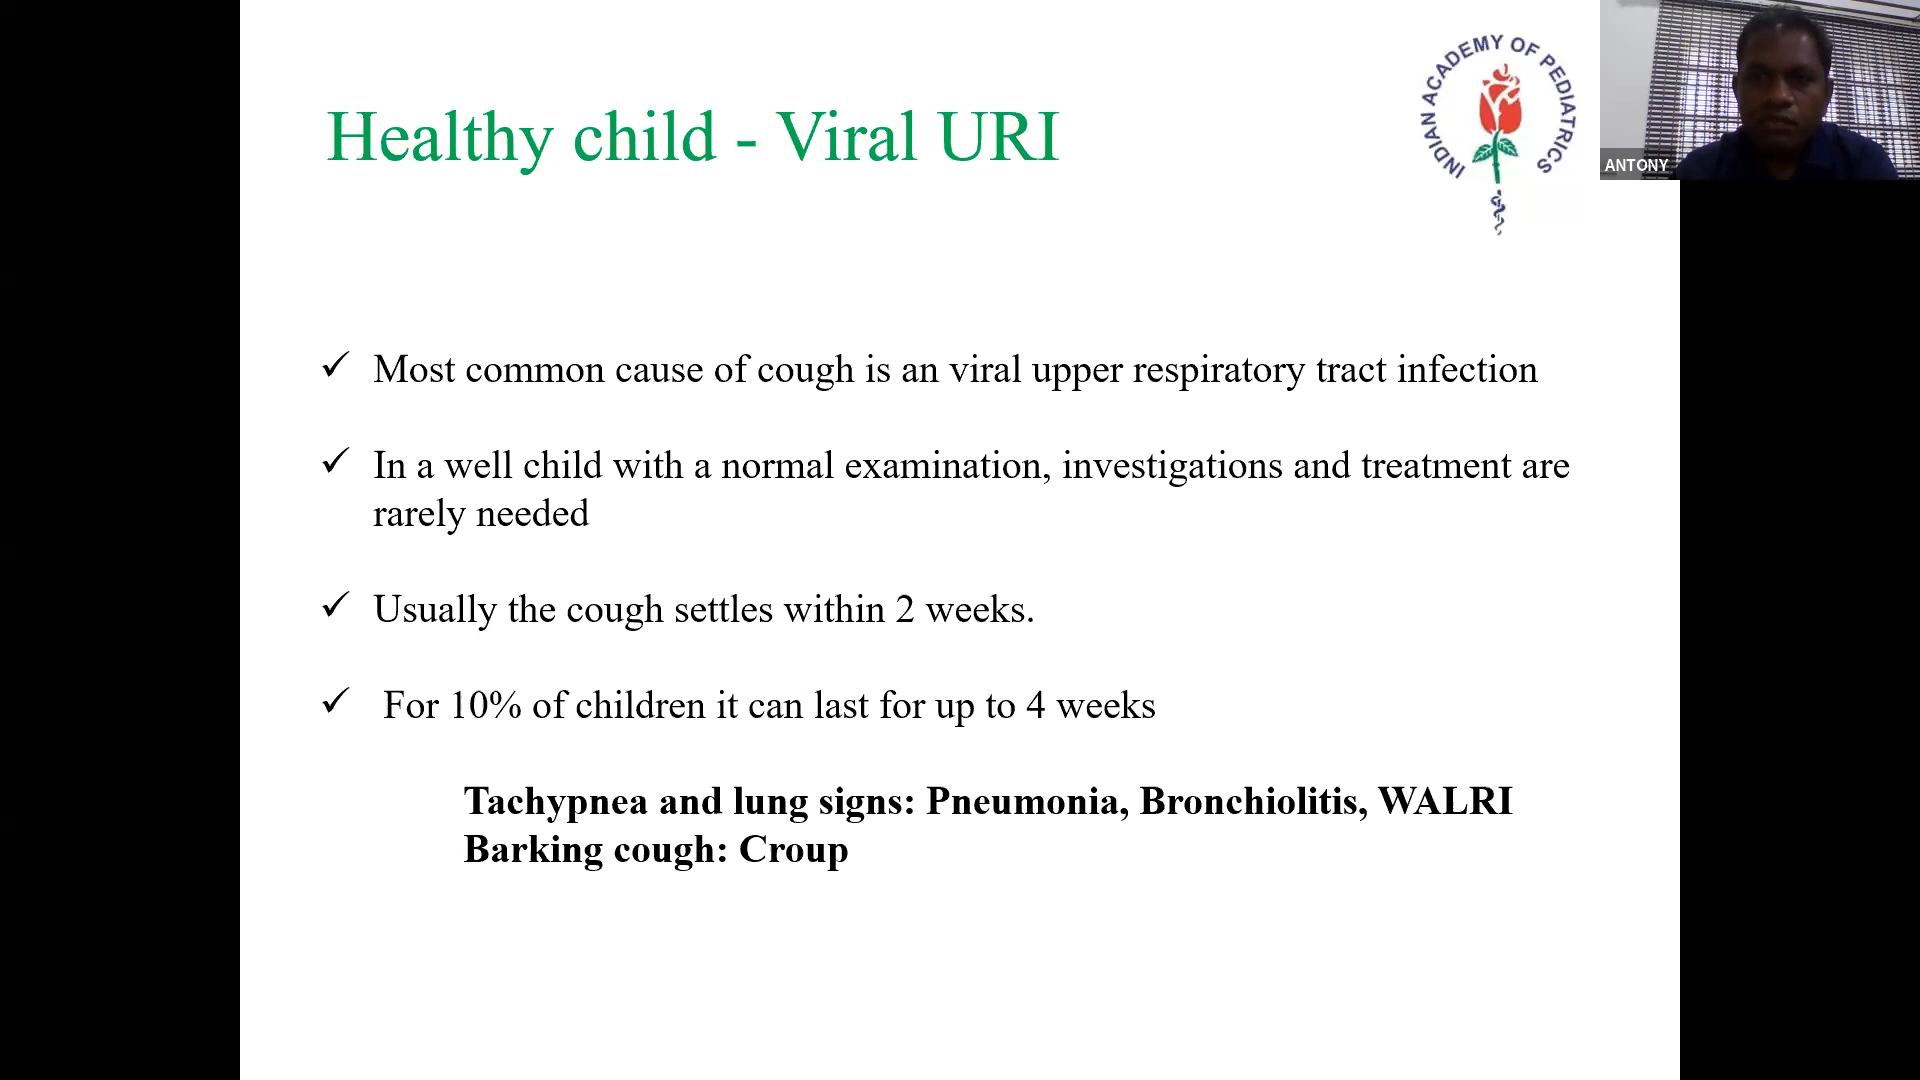 Healthy child - Viral URI
INDIAN ACADEMY OF PEDIATRICS
ANTONY
✓ Most common cause of cough is an viral upper respiratory tract infection
✓ In a well child with a normal examination, investigations and treatment are
rarely needed
✓ Usually the cough settles within 2 weeks.
✓ For 10% of children it can last for up to 4 weeks
Tachypnea and lung signs: Pneumonia, Bronchiolitis, WALRI
Barking cough: Croup